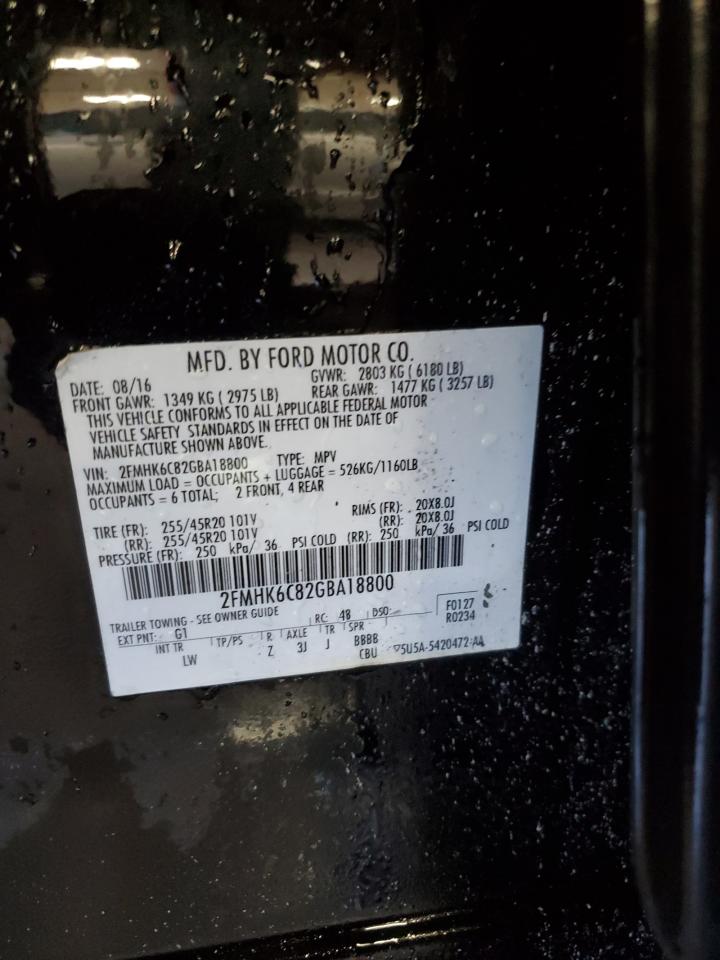 MFD. BY FORD MOTOR CO.
DATE: 08/16 GVWR: 2803 KG ( 6180 LB)
FRONT GAWR: 1349 KG ( 2975 LB) REAR GAWR: 1477 KG ( 3257 LB)
THIS VEHICLE CONFORMS TO ALL APPLICABLE FEDERAL MOTOR
VEHICLE SAFETY STANDARDS IN EFFECT ON THE DATE OF
MANUFACTURE SHOWN ABOVE.
VIN: 2FMHK6C82GBA18800 TYPE: MPV
MAXIMUM LOAD = OCCUPANTS + LUGGAGE = 526KG/1160LB
OCCUPANTS = 6 TOTAL; 2 FRONT, 4 REAR
TIRE (FR): 255/45R20 101V RIMS (FR): 20X8.0J
(RR): 255/45R20 101V (RR): 20X8.0J
PRESSURE (FR): 250 kPa/ 36 PSI COLD (RR): 250 kPa/ 36 PSI COLD
2FMHK6C82GBA18800
TRAILER TOWING - SEE OWNER GUIDE
EXT PNT: G1 RC: 48 DSO: F0127
R0234
INT TR TP/PS R AXLE TR SPR
LW Z 3J J BBBB
CBU 5U5A-5420472-AA